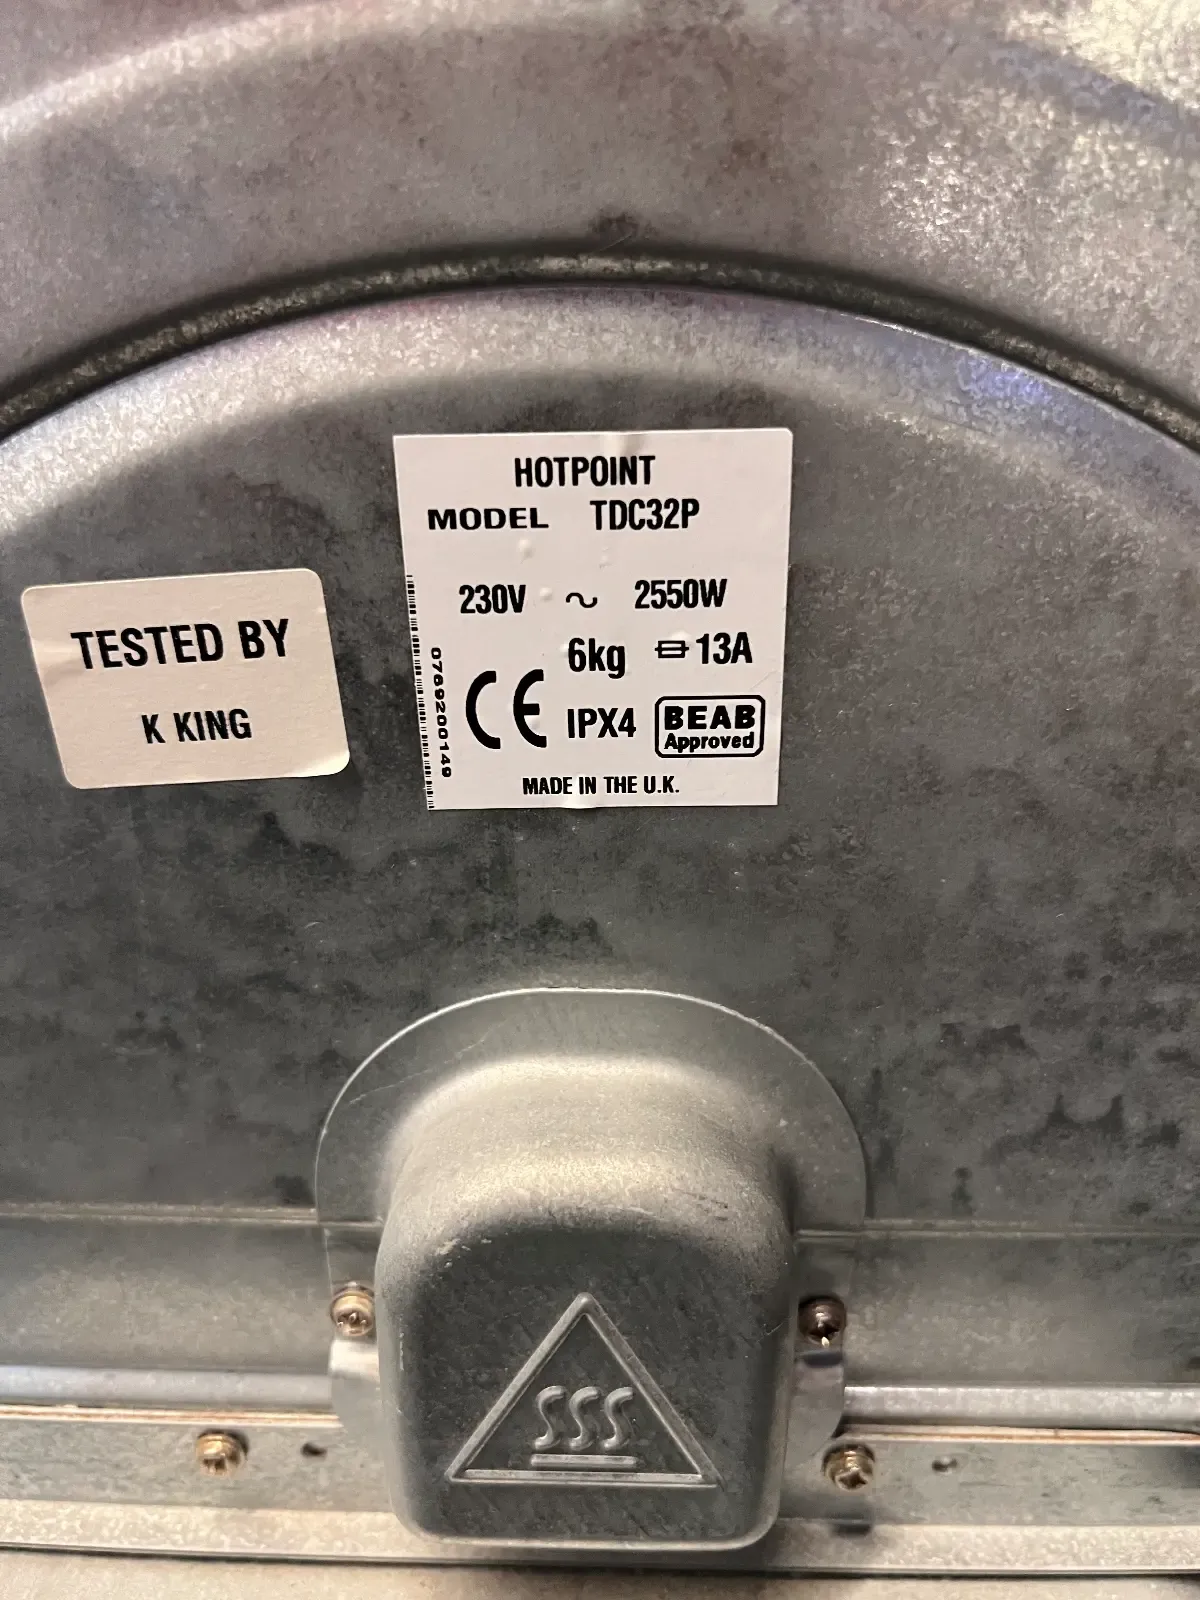 HOTPOINT
MODEL TDC32P
230V ~ 2550W
6kg 13A
CE IPX4 BEAB
Approved
MADE IN THE U.K.
0769200149
TESTED BY
K KING